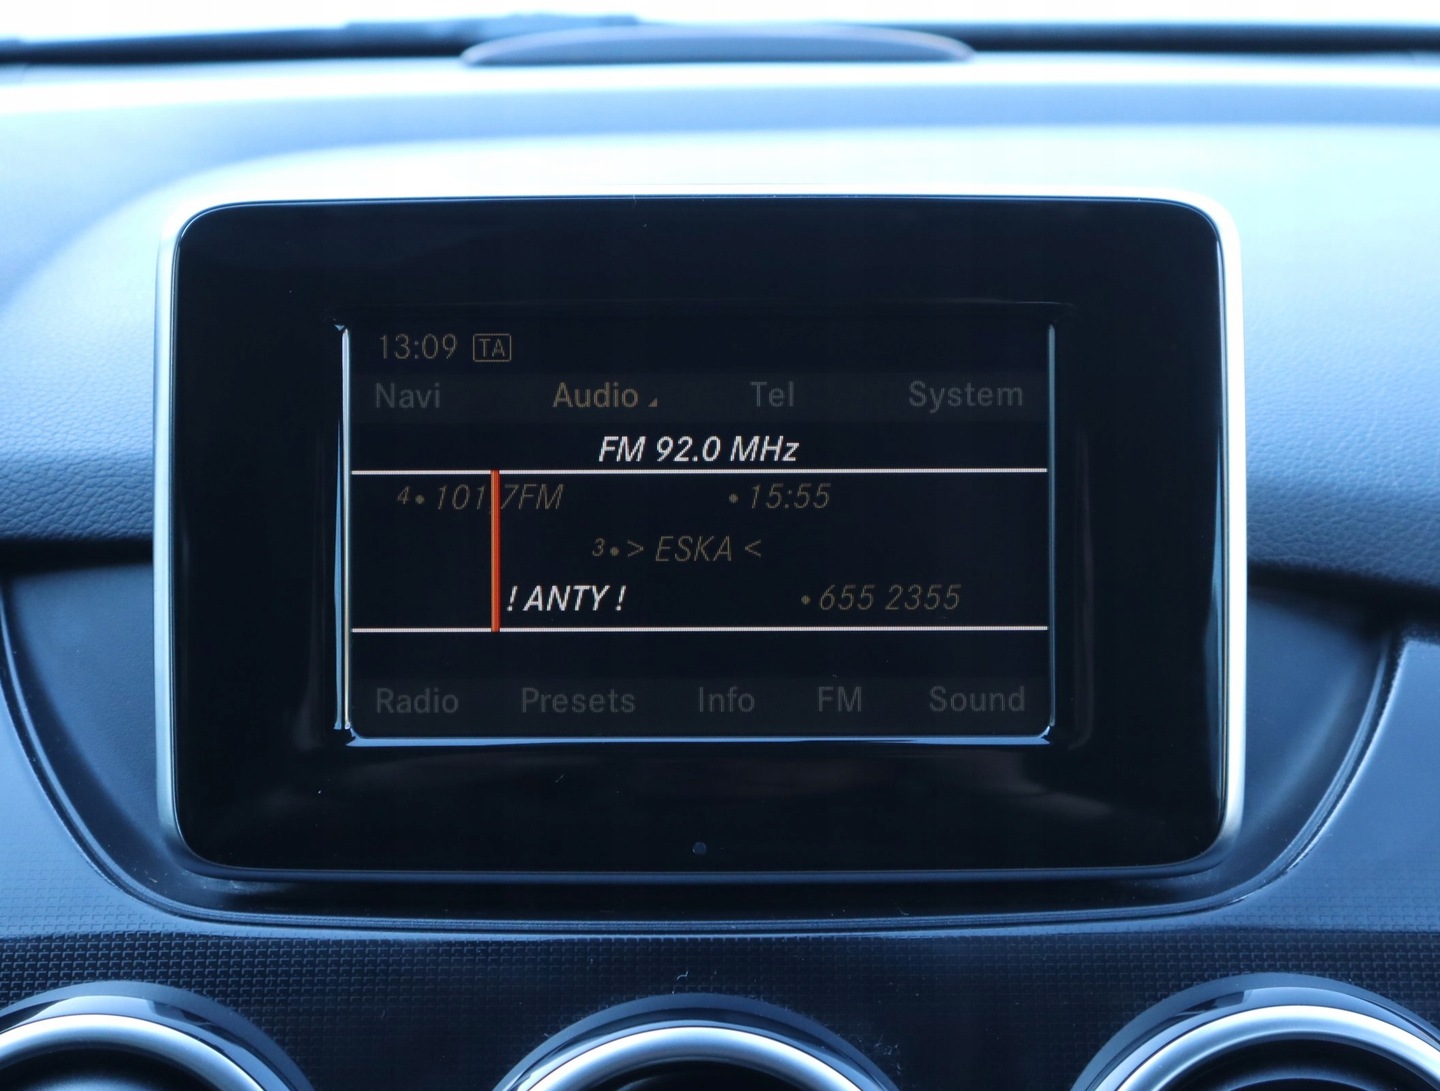 13:09 TA
Navi Audio Tel System
FM 92.0 MHz
4• 101,7FM •15:55
3•> ESKA <
! ANTY ! •655 2355
Radio Presets Info FM Sound